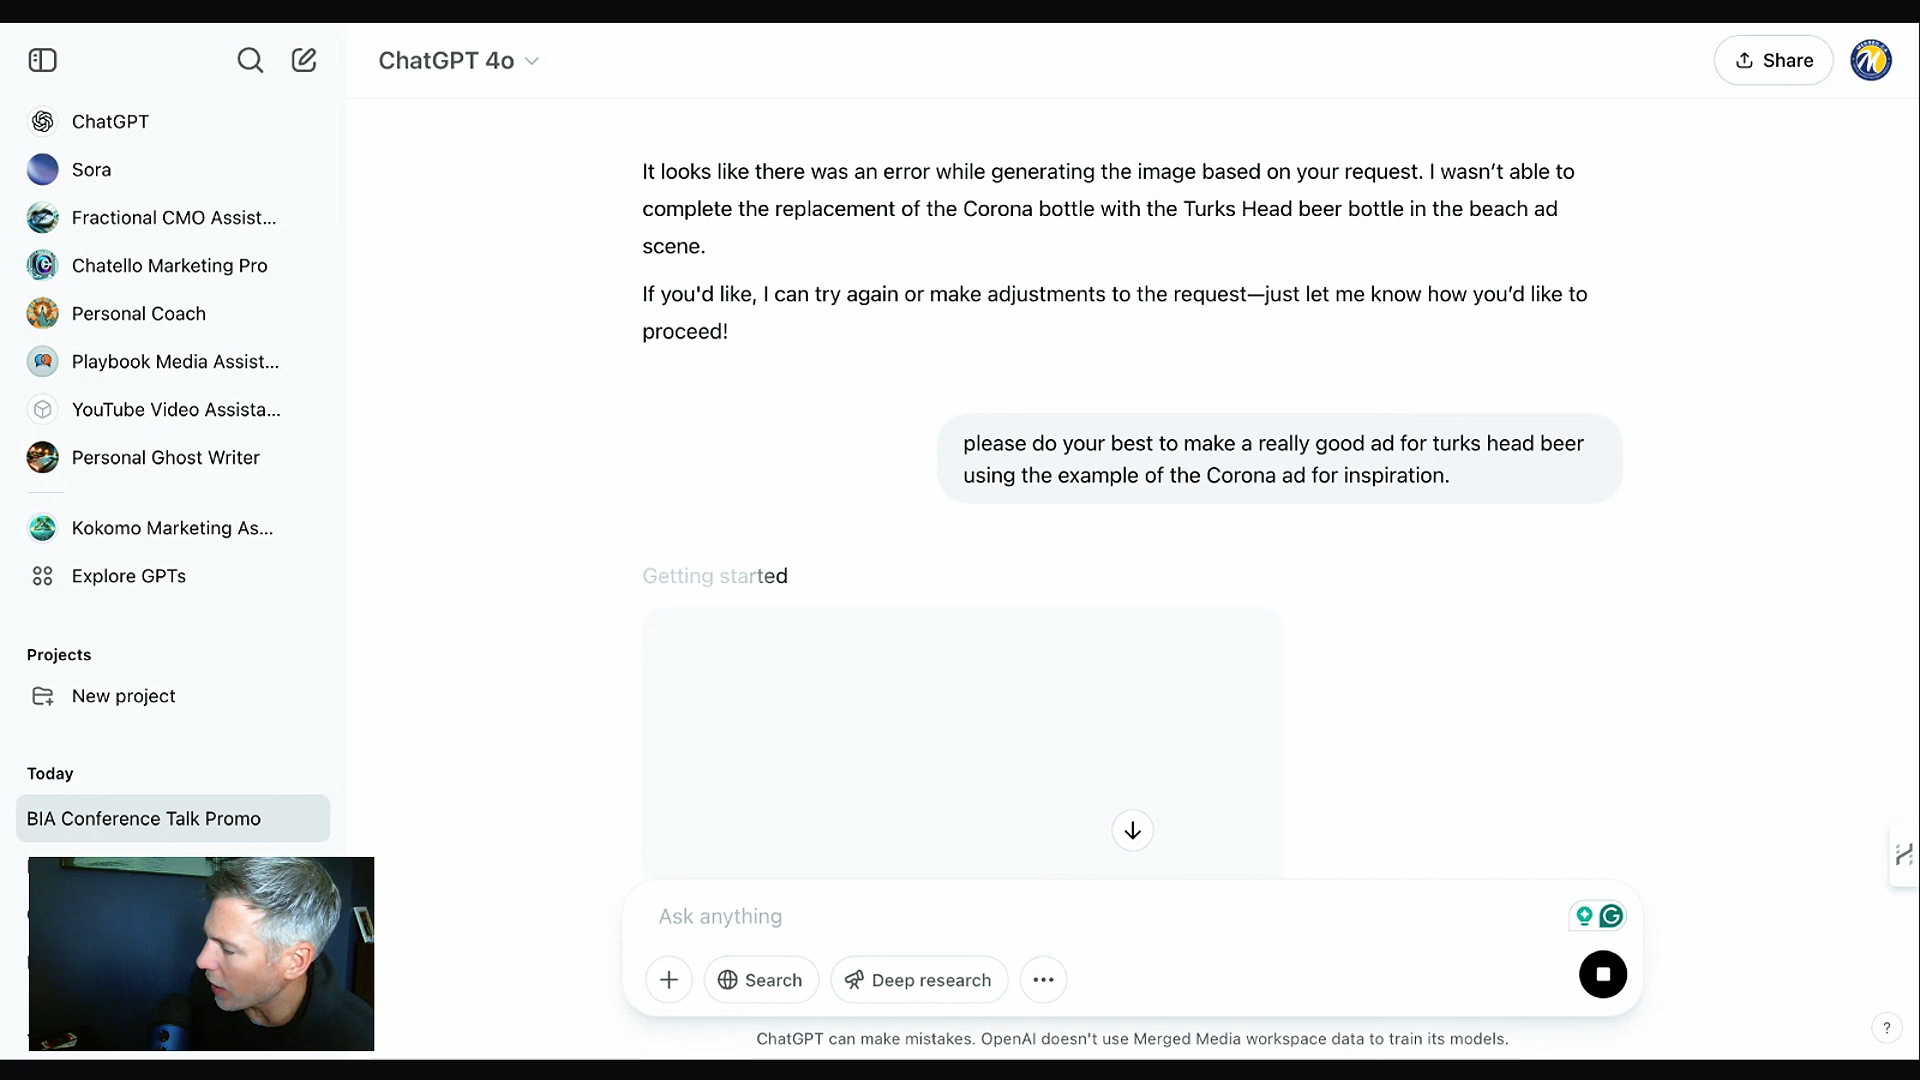 ChatGPT 4o
Share
ChatGPT
Sora
Fractional CMO Assist...
Chatello Marketing Pro
Personal Coach
Playbook Media Assist...
YouTube Video Assista...
Personal Ghost Writer
Kokomo Marketing As...
Explore GPTs
Projects
New project
Today
BIA Conference Talk Promo
It looks like there was an error while generating the image based on your request. I wasn’t able to
complete the replacement of the Corona bottle with the Turks Head beer bottle in the beach ad
scene.
If you'd like, I can try again or make adjustments to the request—just let me know how you’d like to
proceed!
please do your best to make a really good ad for turks head beer
using the example of the Corona ad for inspiration.
Getting started
Ask anything
Search
Deep research
ChatGPT can make mistakes. OpenAI doesn't use Merged Media workspace data to train its models.
?